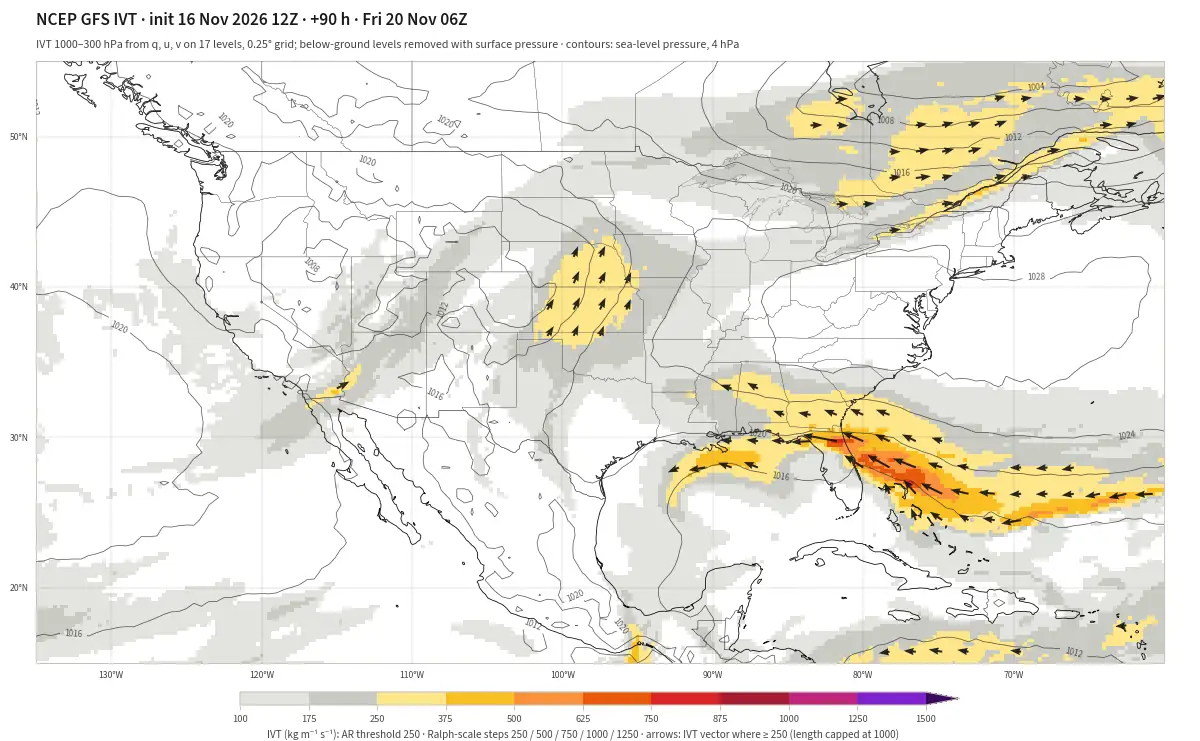 NCEP GFS IVT · init 16 Nov 2026 12Z · +90 h · Fri 20 Nov 06Z
IVT 1000–300 hPa from q, u, v on 17 levels, 0.25° grid; below-ground levels removed with surface pressure · contours: sea-level pressure, 4 hPa
1004
1020
1020
1008
1012
50°N
1020
1016
1020
1028
1008
40°N
1012
1020
1016
1020
1024
30°N
1016
20°N
1020
1012
1020
1016
1012
130°W
120°W
110°W
100°W
90°W
80°W
70°W
100
175
250
375
500
625
750
875
1000
1250
1500
IVT (kg m⁻¹ s⁻¹): AR threshold 250 · Ralph-scale steps 250 / 500 / 750 / 1000 / 1250 · arrows: IVT vector where ≥ 250 (length capped at 1000)